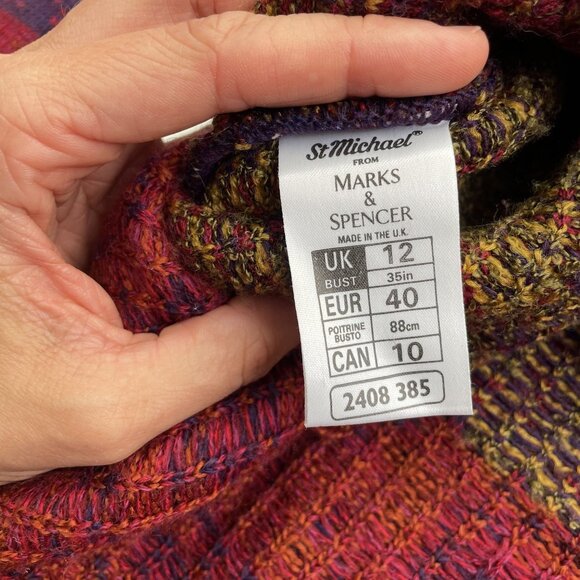 St Michael®
FROM
MARKS
&
SPENCER
MADE IN THE U.K.
UK 12
BUST 35in
EUR 40
POITRINE
BUSTO 88cm
CAN 10
2408 385